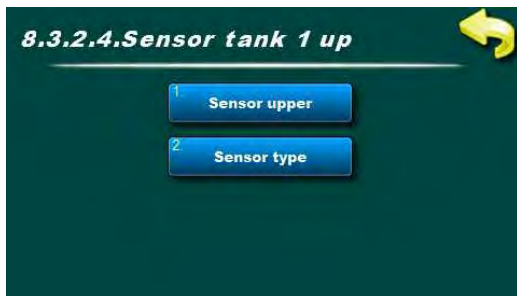 8.3.2.4.Sensor tank 1 up
1.
Sensor upper
2.
Sensor type